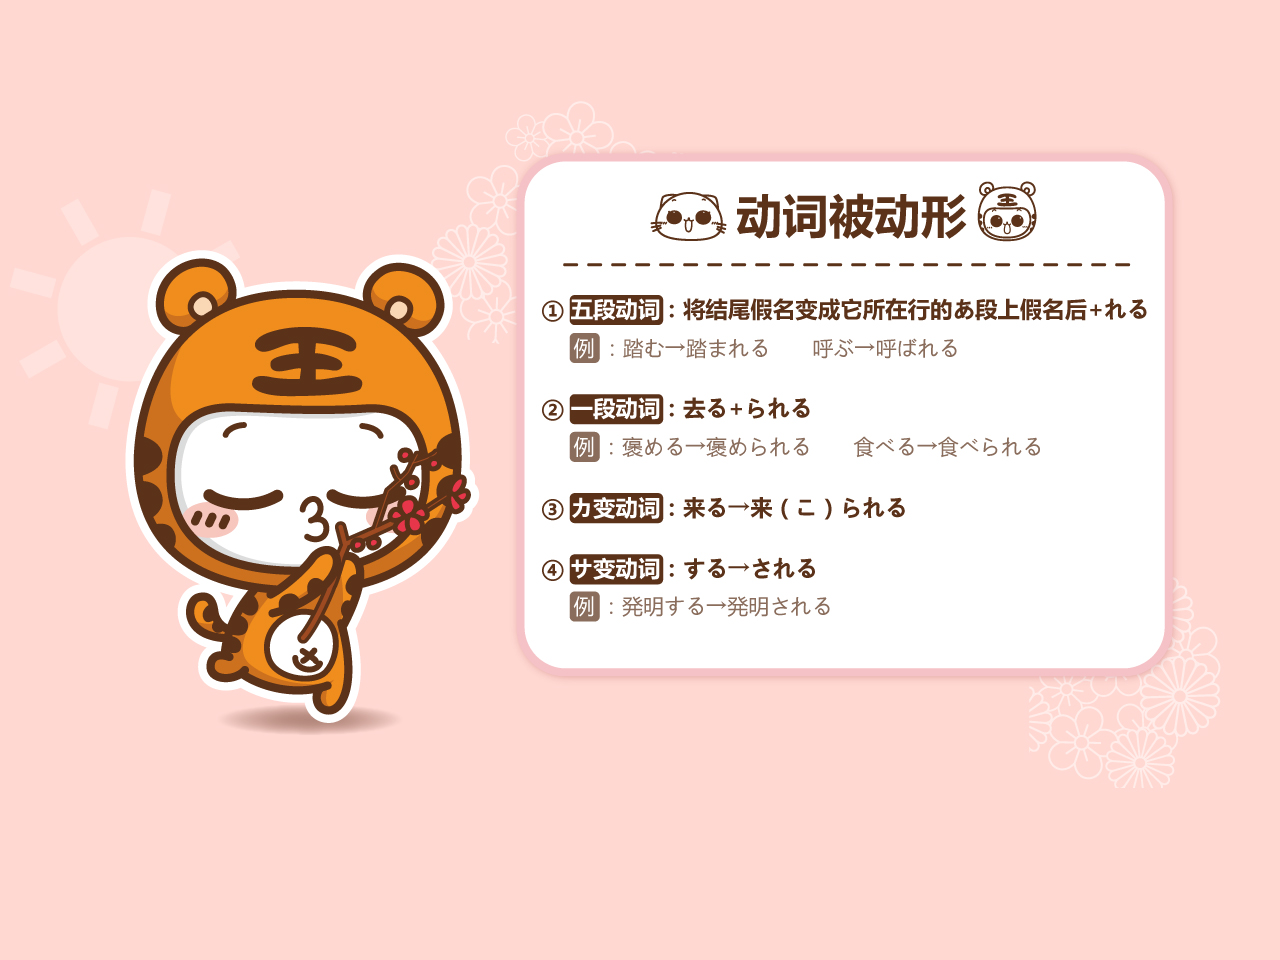 王
动词被动形
① 五段动词：将结尾假名变成它所在行的あ段上假名后+れる
例：踏む→踏まれる　　呼ぶ→呼ばれる
② 一段动词：去る+られる
例：褒める→褒められる　　食べる→食べられる
③ カ变动词：来る→来（こ）られる
④ サ变动词：する→される
例：発明する→発明される